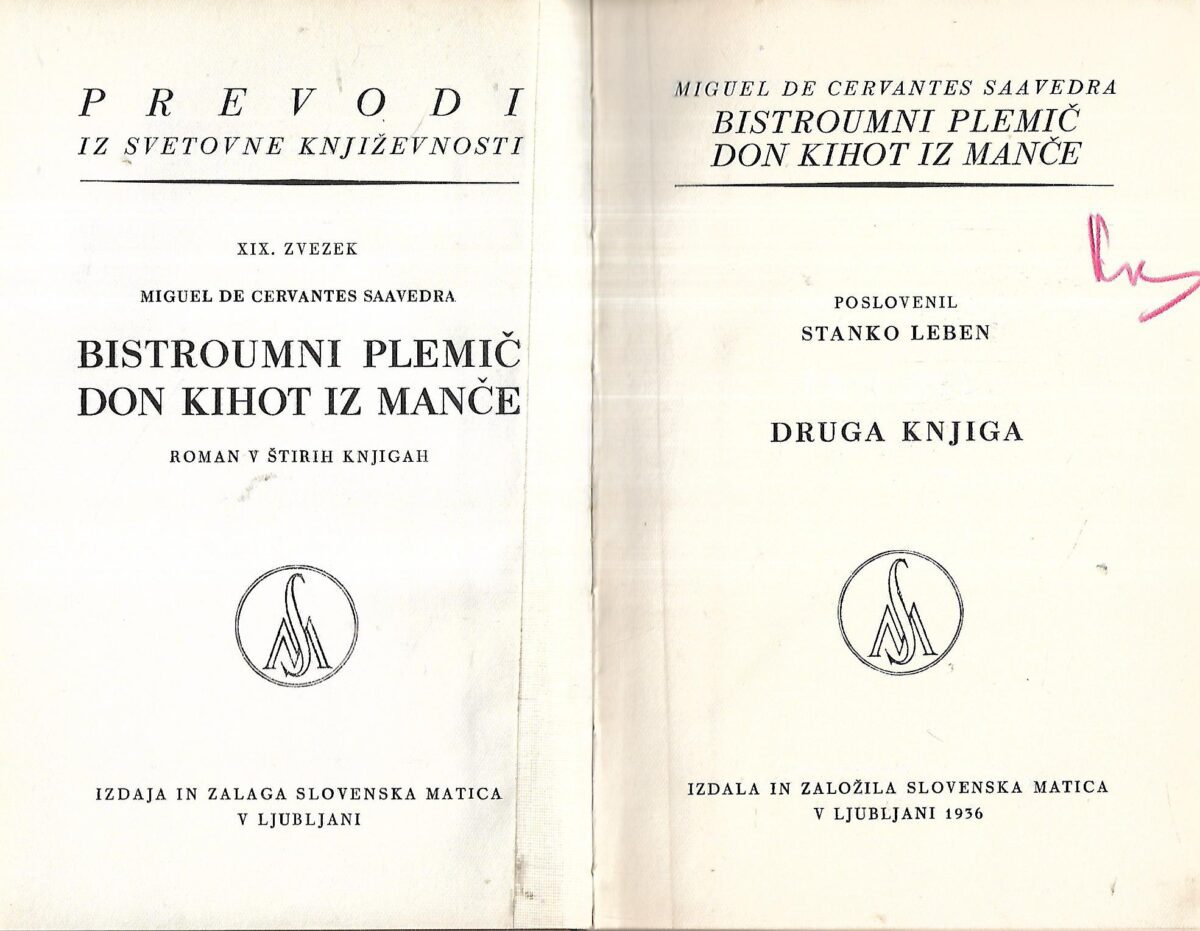 PREVODI
IZ SVETOVNE KNJIŽEVNOSTI
XIX. ZVEZEK
MIGUEL DE CERVANTES SAAVEDRA
BISTROUMNI PLEMIČ
DON KIHOT IZ MANČE
ROMAN V ŠTIRIH KNJIGAH
IZDAJA IN ZALAGA SLOVENSKA MATICA
V LJUBLJANI
MIGUEL DE CERVANTES SAAVEDRA
BISTROUMNI PLEMIČ
DON KIHOT IZ MANČE
POSLOVENIL
STANKO LEBEN
DRUGA KNJIGA
IZDALA IN ZALOŽILA SLOVENSKA MATICA
V LJUBLJANI 1936